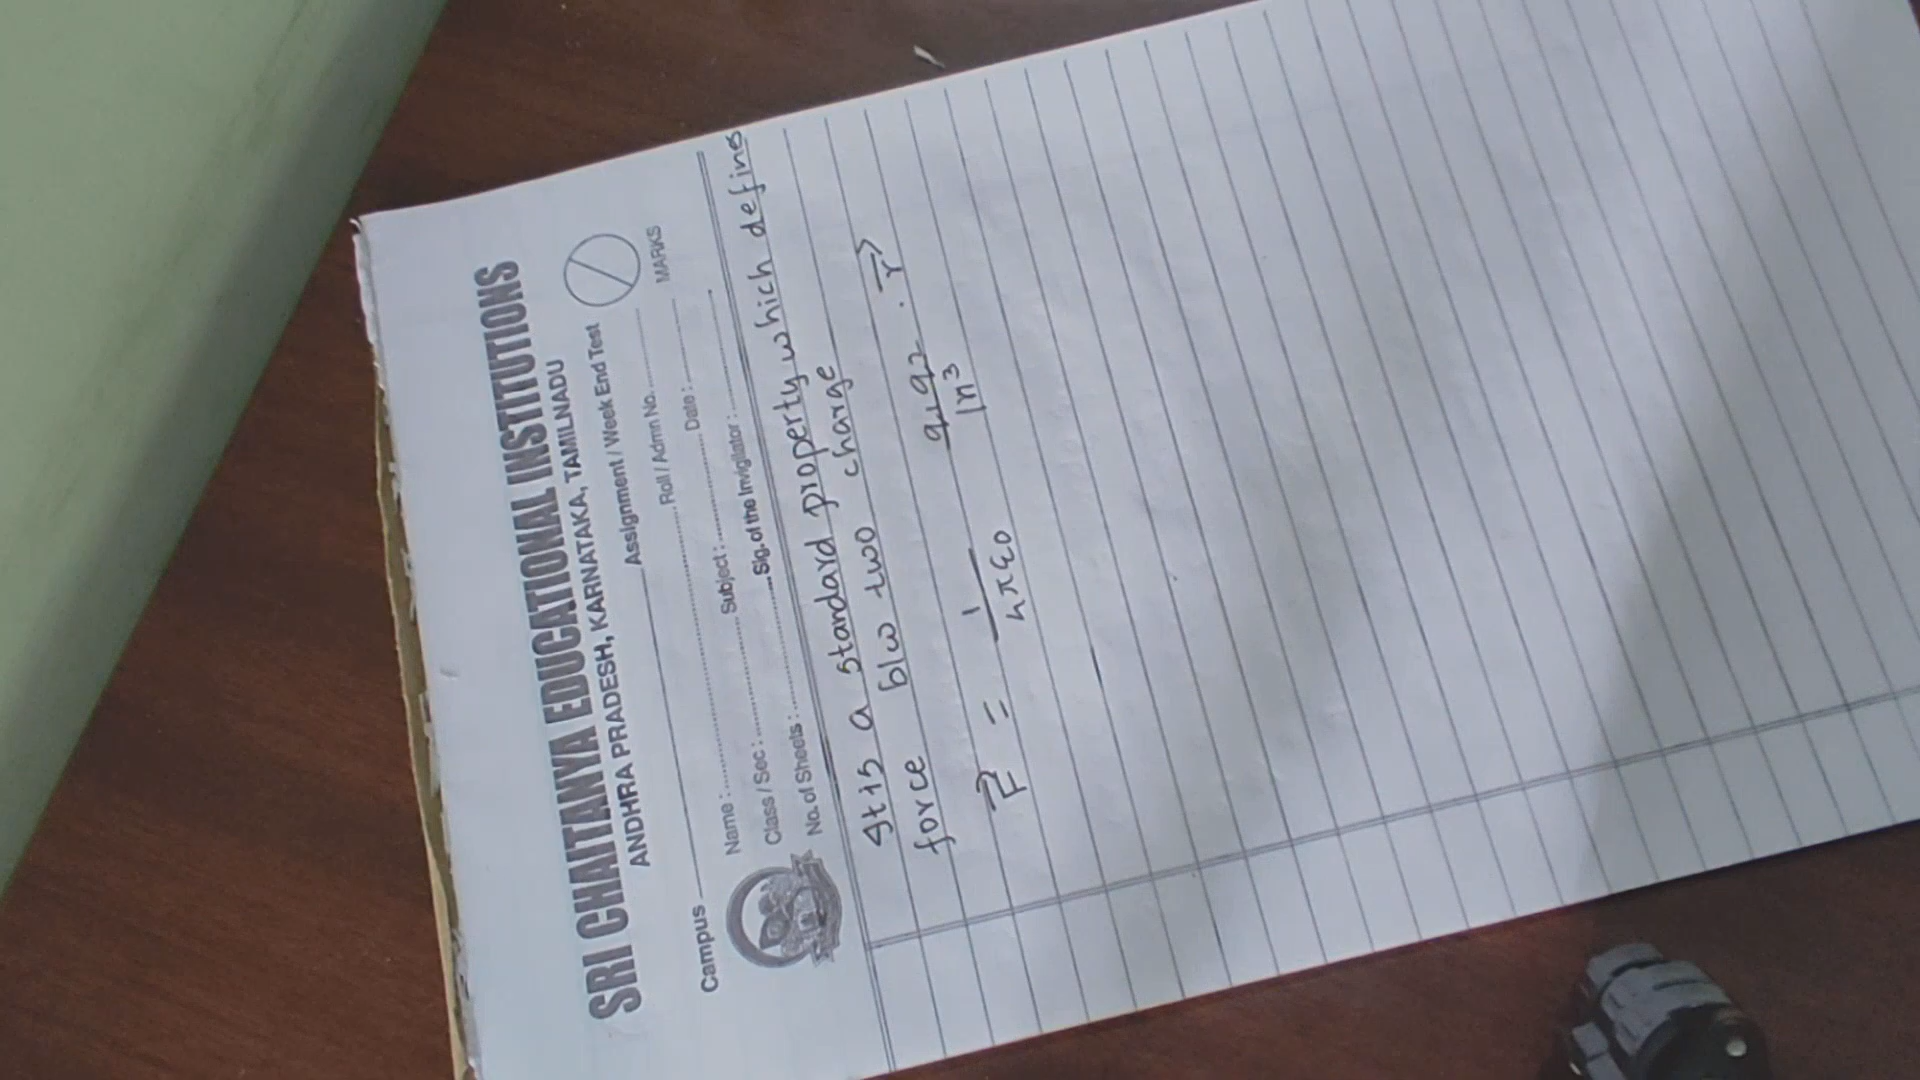 SRI CHAITANYA EDUCATIONAL INSTITUTIONS
ANDHRA PRADESH, KARNATAKA, TAMILNADU
Campus Assignment / Week End Test
Name : Roll / Admn No. MARKS
Class / Sec : Subject : Date :
No. of Sheets : Sig. of the Invigilator :
It is a standard property which defins
force b/w two charge
F⃗ = 1/4πε0 q1q2/|r|3 . r⃗